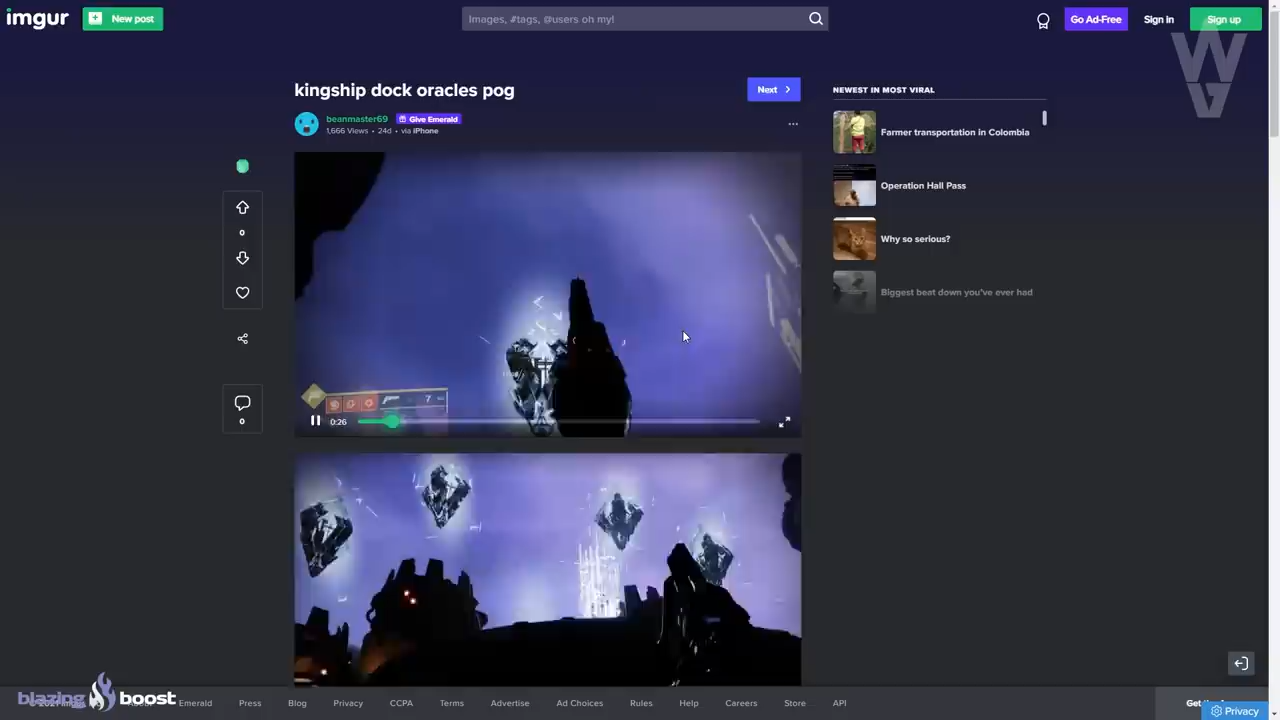 imgur
New post
Images, #tags, @users oh my!
Go Ad-Free
Sign in
Sign up
WG
kingship dock oracles pog
Next
beanmaster69
Give Emerald
1,666 Views • 24d • via iPhone
NEWEST IN MOST VIRAL
Farmer transportation in Colombia
Operation Hall Pass
Why so serious?
Biggest beat down you've ever had
0
0
7
0:26
blazing boost
Emerald
Press
Blog
Privacy
CCPA
Terms
Advertise
Ad Choices
Rules
Help
Careers
Store
API
Privacy